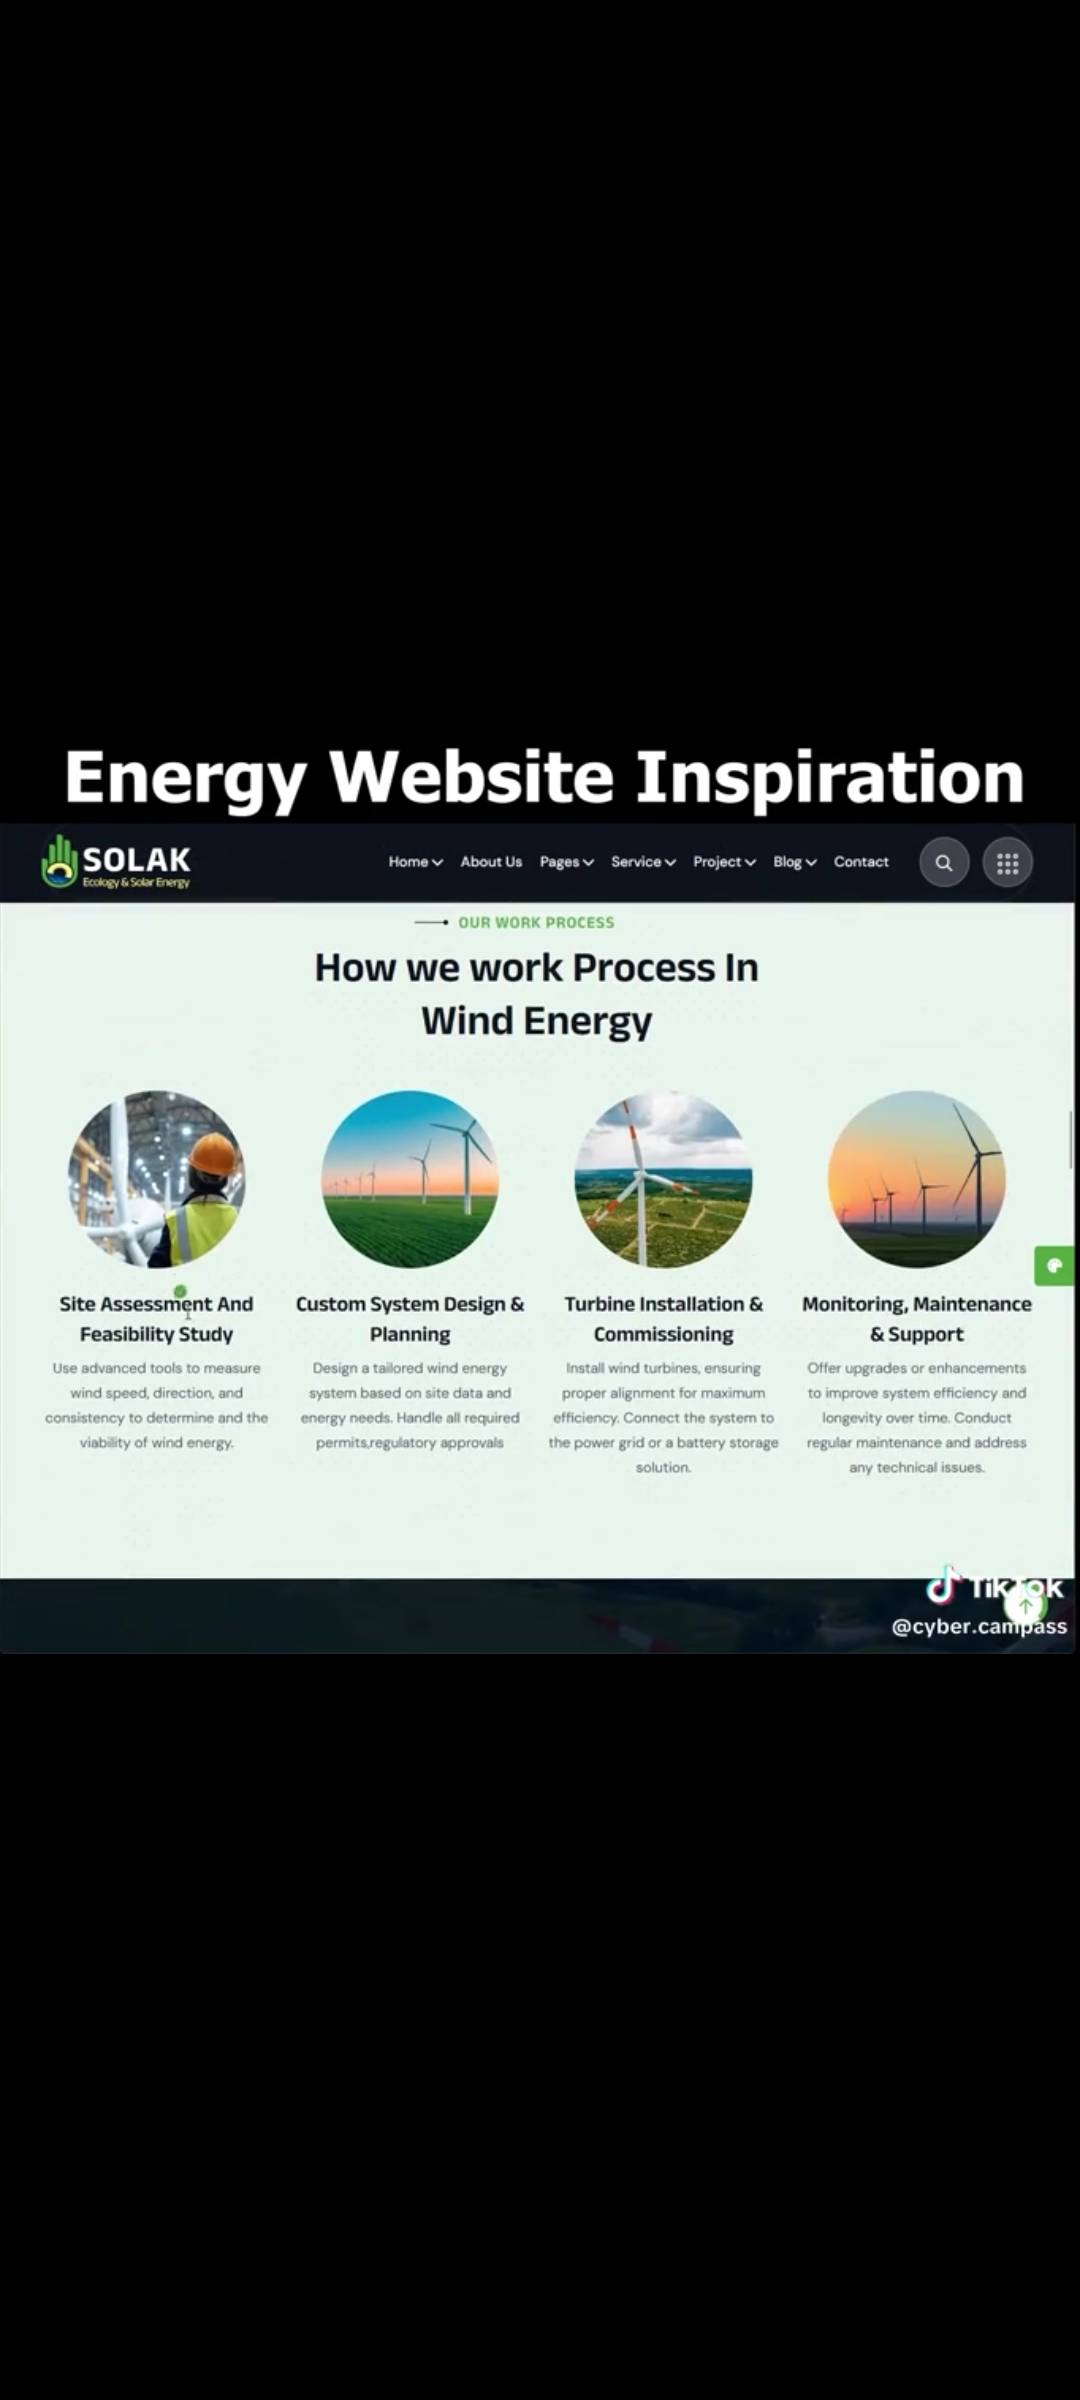 Energy Website Inspiration
SOLAK
Ecology & Solar Energy
Home
About Us
Pages
Service
Project
Blog
Contact
OUR WORK PROCESS
How we work Process In
Wind Energy
Site Assessment And
Feasibility Study
Use advanced tools to measure
wind speed, direction, and
consistency to determine and the
viability of wind energy.
Custom System Design &
Planning
Design a tailored wind energy
system based on site data and
energy needs. Handle all required
permits,regulatory approvals
Turbine Installation &
Commissioning
Install wind turbines, ensuring
proper alignment for maximum
efficiency. Connect the system to
the power grid or a battery storage
solution.
Monitoring, Maintenance
& Support
Offer upgrades or enhancements
to improve system efficiency and
longevity over time. Conduct
regular maintenance and address
any technical issues.
TikTok
@cyber.campass